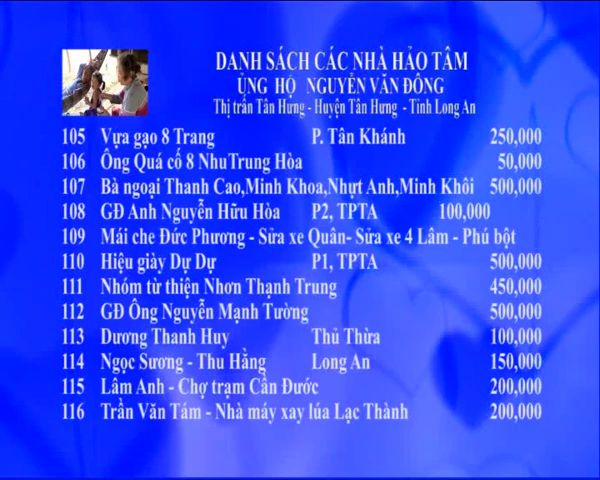 DANH SÁCH CÁC NHÀ HẢO TÂM
ỦNG HỘ NGUYỄN VĂN ĐÔNG
Thị trấn Tân Hưng - Huyện Tân Hưng - Tỉnh Long An
105 Vựa gạo 8 Trang P. Tân Khánh 250,000
106 Ông Quá cố 8 NhuTrung Hòa 50,000
107 Bà ngoại Thanh Cao,Minh Khoa,Nhựt Anh,Minh Khôi 500,000
108 GĐ Anh Nguyễn Hữu Hòa P2, TPTA 100,000
109 Mái che Đức Phương - Sửa xe Quân- Sửa xe 4 Lâm - Phú bột
110 Hiệu giày Dự Dự P1, TPTA 500,000
111 Nhóm từ thiện Nhơn Thạnh Trung 450,000
112 GĐ Ông Nguyễn Mạnh Tường 500,000
113 Dương Thanh Huy Thủ Thừa 100,000
114 Ngọc Sương - Thu Hằng Long An 150,000
115 Lâm Anh - Chợ trạm Cần Đước 200,000
116 Trần Văn Tám - Nhà máy xay lúa Lạc Thành 200,000